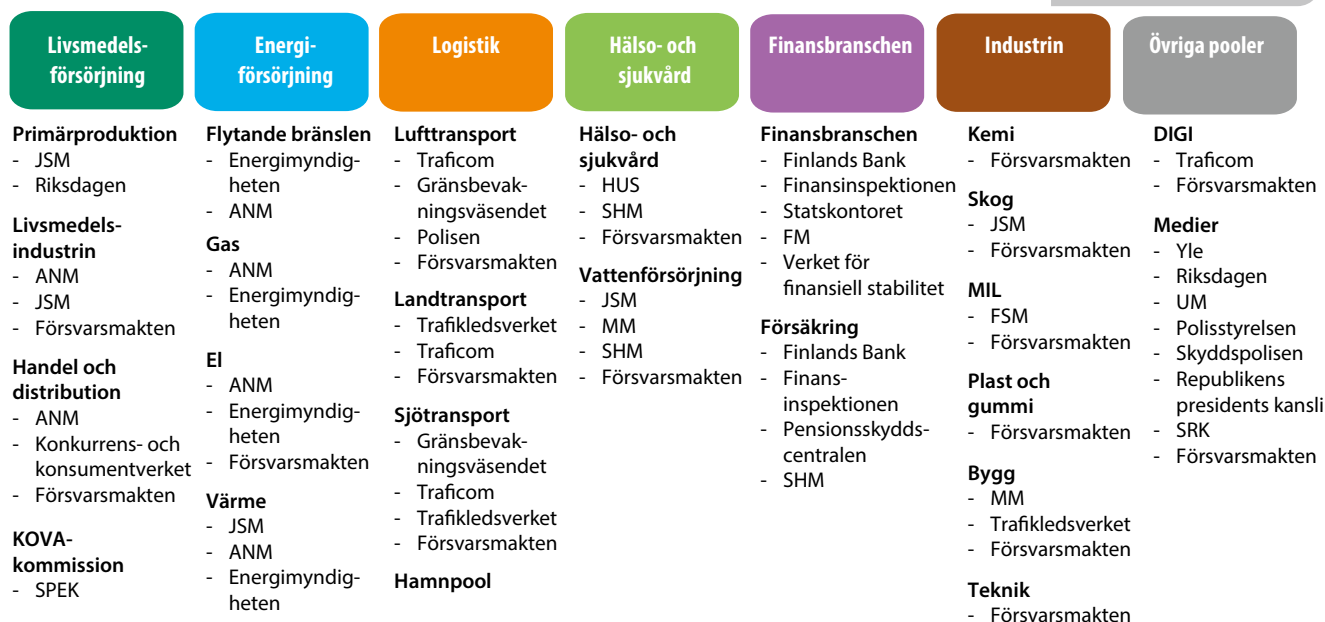 Livsmedels-
försörjning
Primärproduktion
- JSM
- Riksdagen
Livsmedels-
industrin
- ANM
- JSM
- Försvarsmakten
Handel och
distribution
- ANM
- Konkurrens- och
konsumentverket
- Försvarsmakten
KOVA-
kommission
- SPEK
Energi-
försörjning
Flytande bränslen
- Energimyndig-
heten
- ANM
Gas
- ANM
- Energimyndig-
heten
El
- ANM
- Energimyndig-
heten
- Försvarsmakten
Värme
- JSM
- ANM
- Energimyndig-
heten
Logistik
Lufttransport
- Traficom
- Gränsbevak-
ningsväsendet
- Polisen
- Försvarsmakten
Landtransport
- Trafikledsverket
- Traficom
- Försvarsmakten
Sjötransport
- Gränsbevak-
ningsväsendet
- Traficom
- Trafikledsverket
- Försvarsmakten
Hamnpool
Hälso- och
sjukvård
Hälso- och
sjukvård
- HUS
- SHM
- Försvarsmakten
Vattenförsörjning
- JSM
- MM
- SHM
- Försvarsmakten
Finansbranschen
Finansbranschen
- Finlands Bank
- Finansinspektionen
- Statskontoret
- FM
- Verket för
finansiell stabilitet
Försäkring
- Finlands Bank
- Finans-
inspektionen
- Pensionsskydds-
centralen
- SHM
Industrin
Kemi
- Försvarsmakten
Skog
- JSM
- Försvarsmakten
MIL
- FSM
- Försvarsmakten
Plast och
gummi
- Försvarsmakten
Bygg
- MM
- Trafikledsverket
- Försvarsmakten
Teknik
- Försvarsmakten
Övriga pooler
DIGI
- Traficom
- Försvarsmakten
Medier
- Yle
- Riksdagen
- UM
- Polisstyrelsen
- Skyddspolisen
- Republikens
presidents kansli
- SRK
- Försvarsmakten